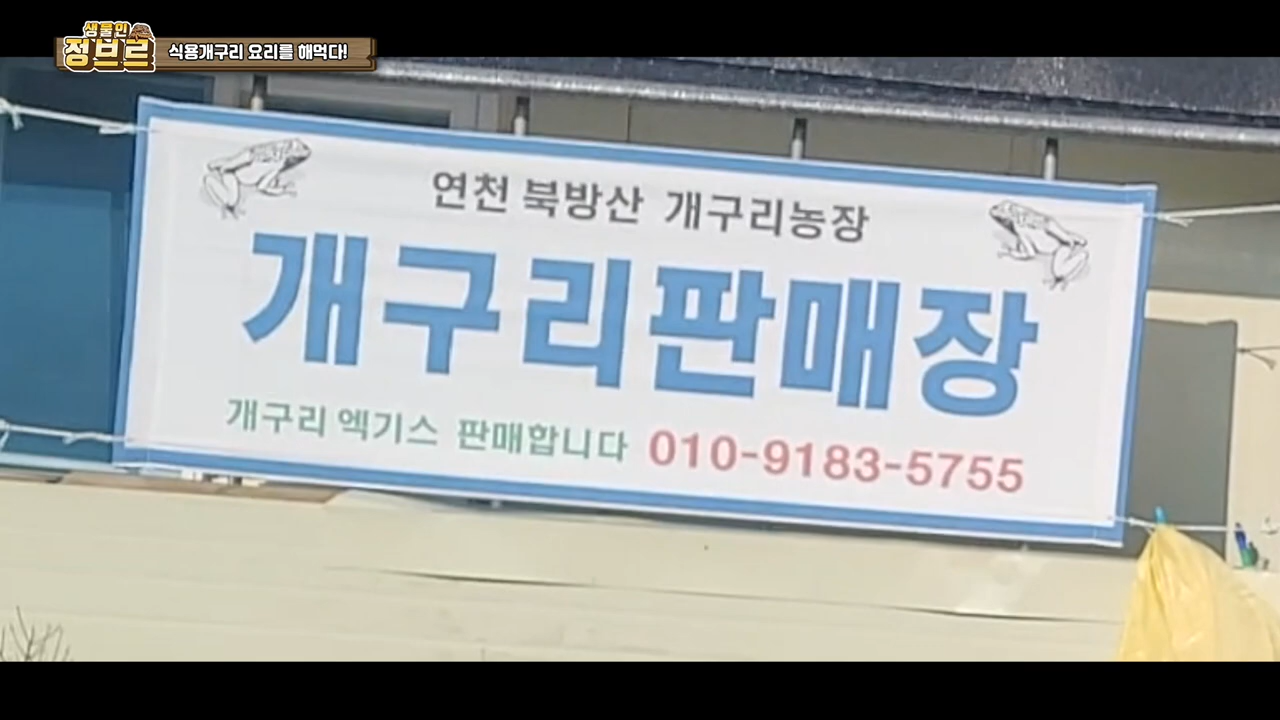 생물인
정브르
식용개구리 요리를 해먹다!
연천 북방산 개구리농장
개구리판매장
개구리 엑기스 판매합니다 010-9183-5755